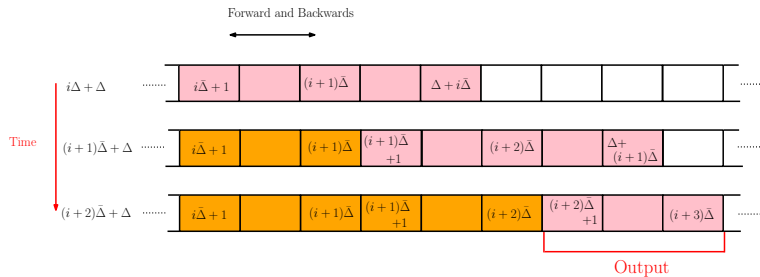 Forward and Backwards
iΔ̄ + Δ ........ iΔ̄ + 1 (i+1)Δ̄ Δ + iΔ̄ ........
Time
(i+1)Δ̄ + Δ ........ iΔ̄ + 1 (i+1)Δ̄ (i+1)Δ̄ +1 (i+2)Δ̄ Δ+ (i+1)Δ̄ ........
(i+2)Δ̄ + Δ ........ iΔ̄ + 1 (i+1)Δ̄ (i+1)Δ̄ +1 (i+2)Δ̄ (i+2)Δ̄ +1 (i+3)Δ̄ ........
Output